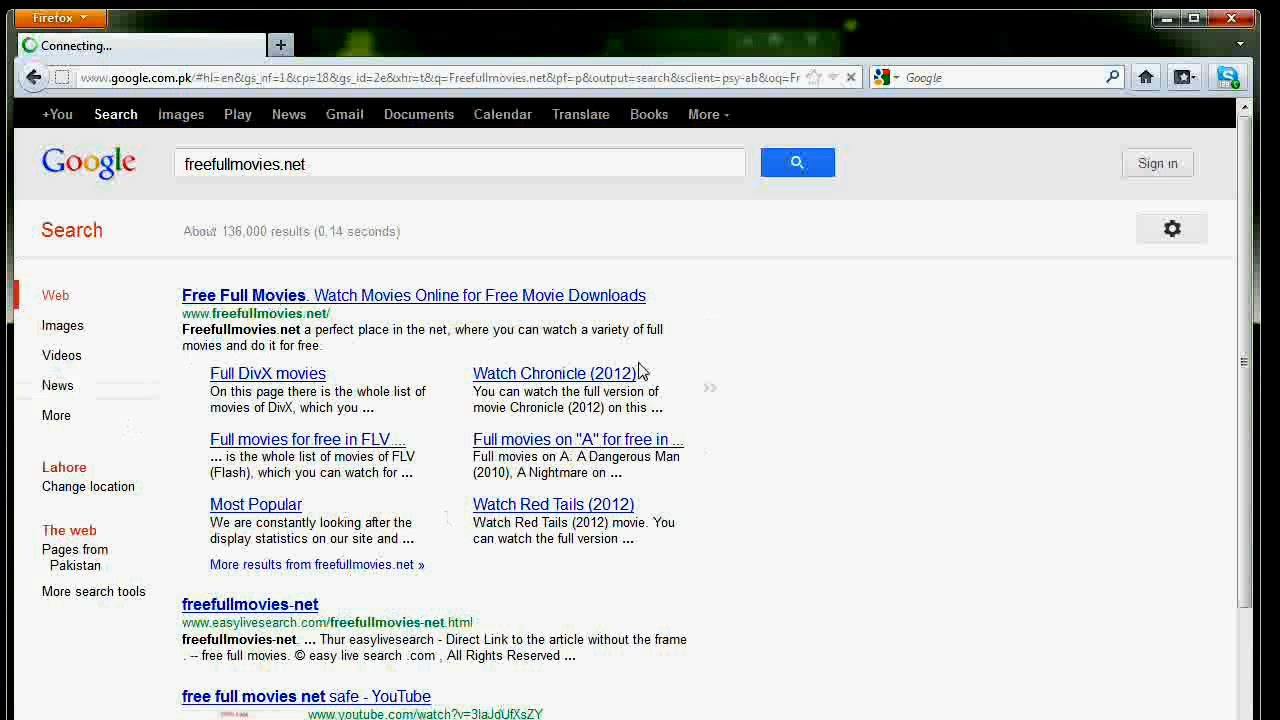 Firefox
Connecting...
www.google.com.pk/#hl=en&gs_nf=1&cp=18&gs_id=2e&xhr=t&q=Freefullmovies.net&pf=p&output=search&sclient=psy-ab&oq=Fr
Google
+You Search Images Play News Gmail Documents Calendar Translate Books More
Google
freefullmovies.net
Sign in
Search
About 136,000 results (0.14 seconds)
Web
Images
Videos
News
More
Lahore
Change location
The web
Pages from
Pakistan
More search tools
Free Full Movies. Watch Movies Online for Free Movie Downloads
www.freefullmovies.net/
Freefullmovies.net a perfect place in the net, where you can watch a variety of full
movies and do it for free.
Full DivX movies
On this page there is the whole list of
movies of DivX, which you ...
Watch Chronicle (2012)
You can watch the full version of
movie Chronicle (2012) on this ...
Full movies for free in FLV ...
... is the whole list of movies of FLV
(Flash), which you can watch for ...
Full movies on "A" for free in ...
Full movies on A. A Dangerous Man
(2010), A Nightmare on ...
Most Popular
We are constantly looking after the
display statistics on our site and ...
Watch Red Tails (2012)
Watch Red Tails (2012) movie. You
can watch the full version ...
More results from freefullmovies.net »
freefullmovies-net
www.easylivesearch.com/freefullmovies-net.html
freefullmovies-net. ... Thur easylivesearch - Direct Link to the article without the frame
. -- free full movies. © easy live search .com , All Rights Reserved ...
free full movies net safe - YouTube